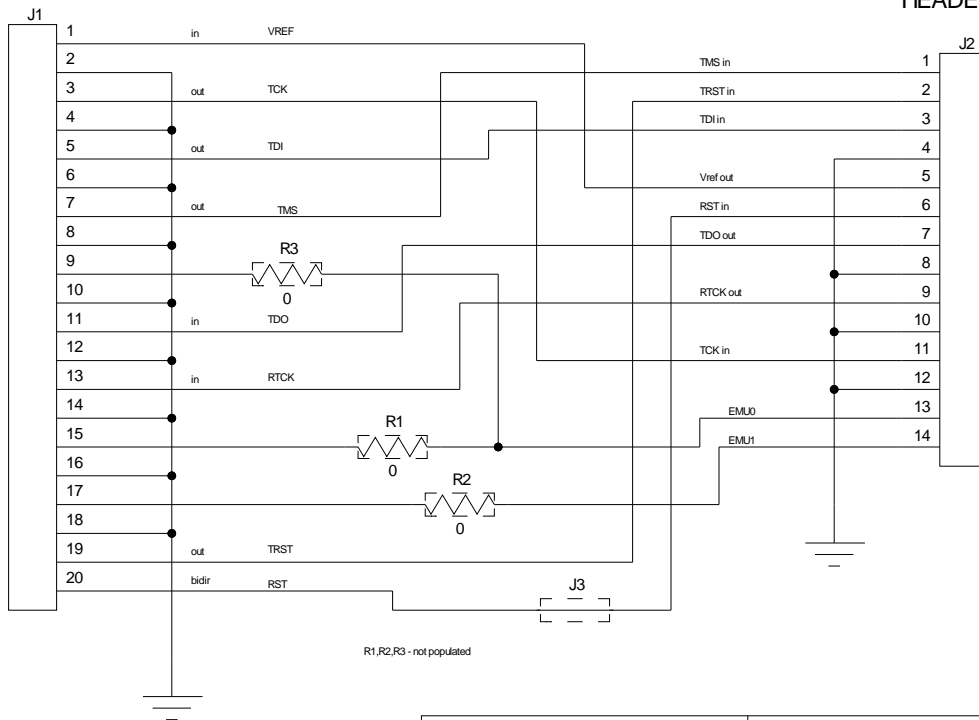 HEADE
J1
J2
1 in VREF
2
3 out TCK
4
5 out TDI
6
7 out TMS
8
9
10
11 in TDO
12
13 in RTCK
14
15
16
17
18
19 out TRST
20 bidir RST
R3
0
R1
0
R2
0
J3
R1,R2,R3 - not populated
TMS in 1
TRST in 2
TDI in 3
4
Vref out 5
RST in 6
TDO out 7
8
RTCK out 9
10
TCK in 11
12
EMU0 13
EMU1 14